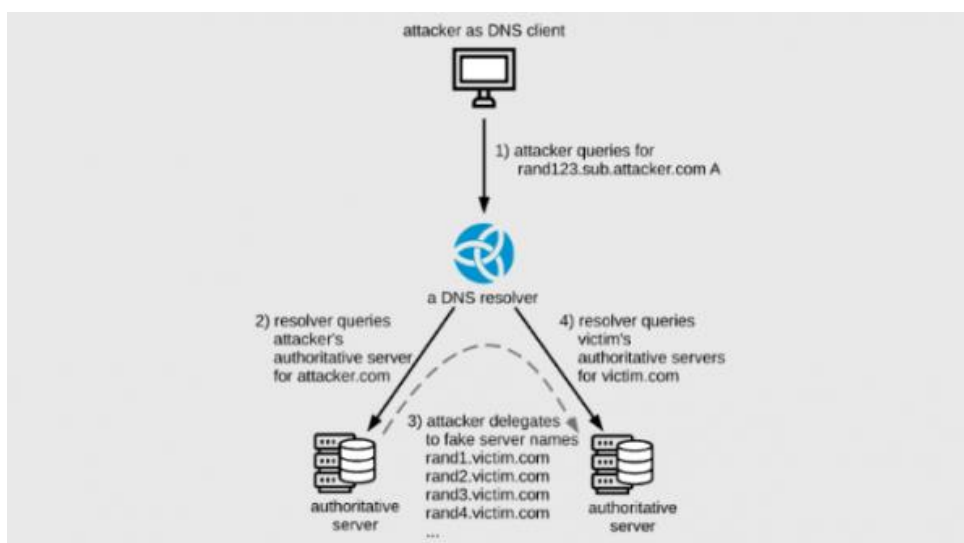 attacker as DNS client
1) attacker queries for
rand123.sub.attacker.com A
a DNS resolver
2) resolver queries
attacker's
authoritative server
for attacker.com
4) resolver queries
victim's
authoritative servers
for victim.com
3) attacker delegates
to fake server names
rand1.victim.com
rand2.victim.com
rand3.victim.com
rand4.victim.com
...
authoritative
server
authoritative
server